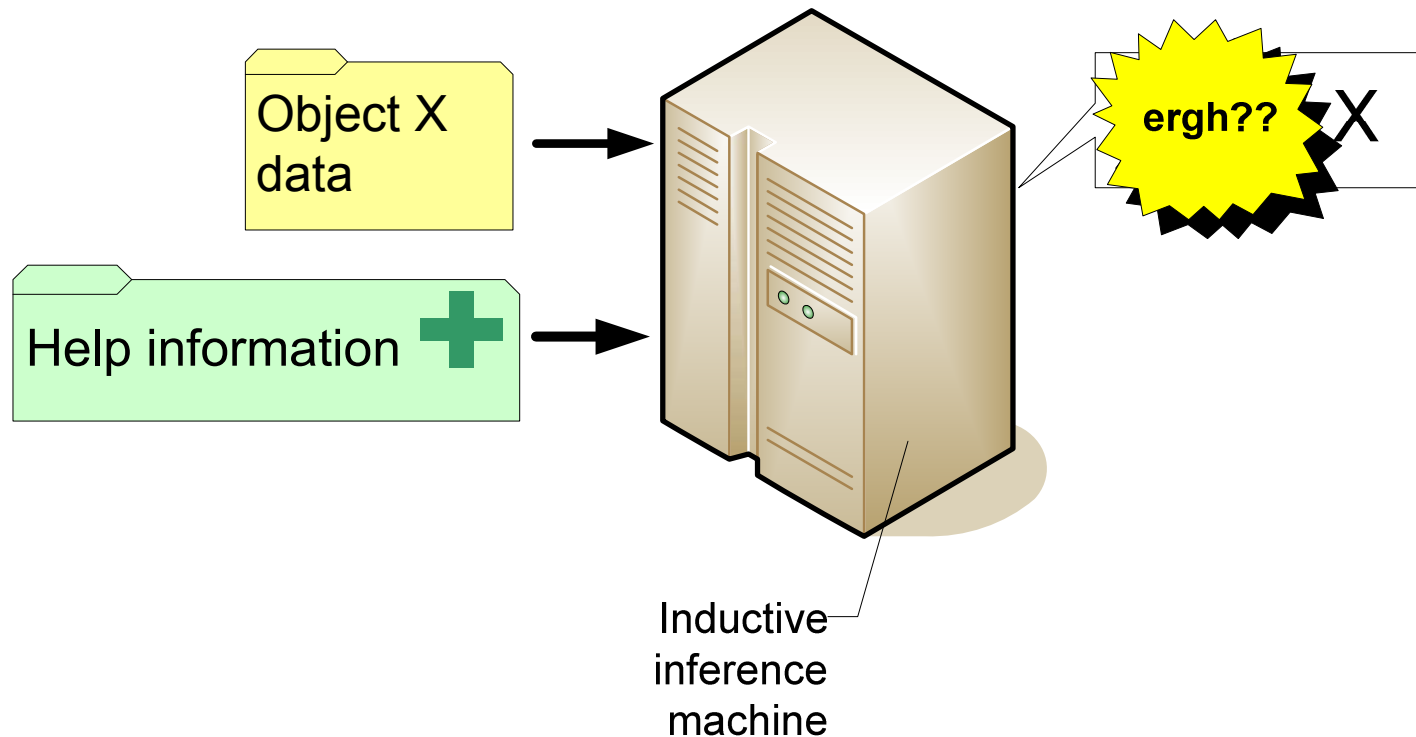 Object X
data
ergh??
X
Help information
Inductive
inference
machine